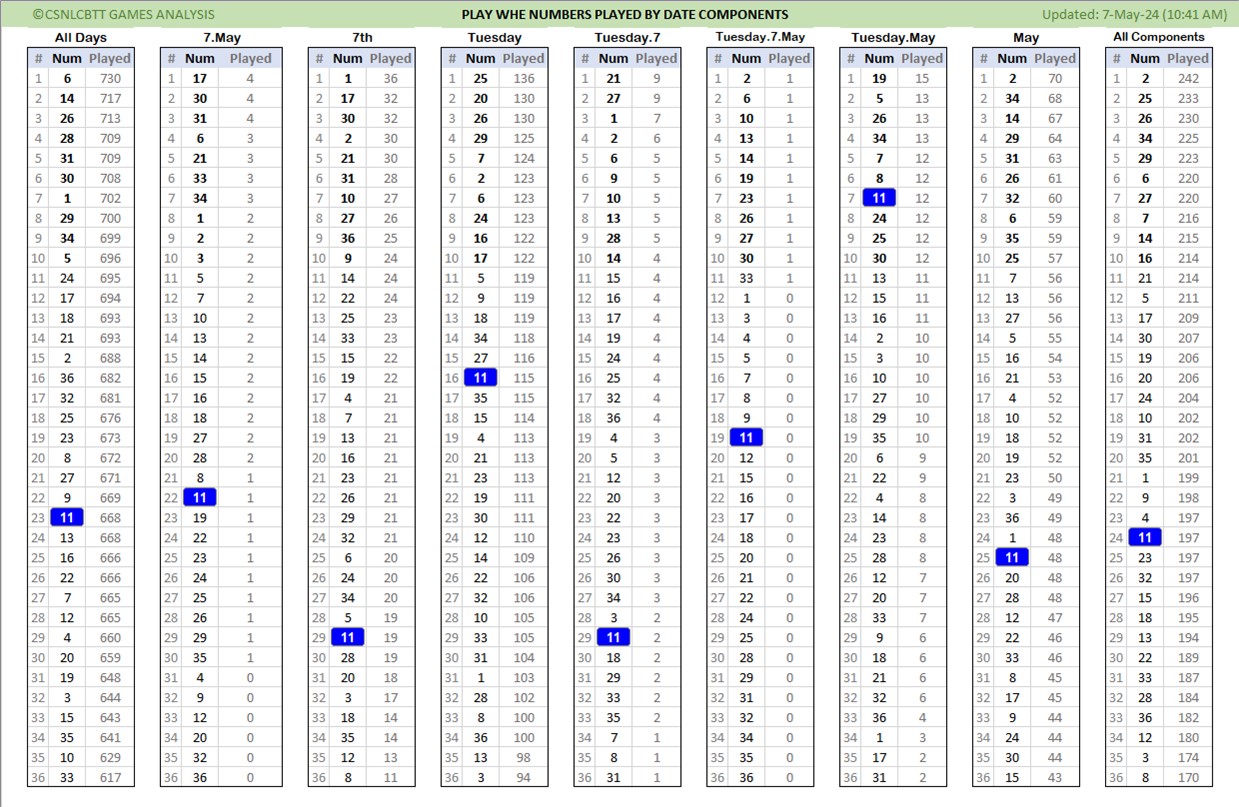 ©CSNLCBTT GAMES ANALYSIS PLAY WHE NUMBERS PLAYED BY DATE COMPONENTS Updated: 7-May-24 (10:41 AM)
All Days 7.May 7th Tuesday Tuesday.7 Tuesday.7.May Tuesday.May May All Components
# Num Played # Num Played # Num Played # Num Played # Num Played # Num Played # Num Played # Num Played # Num Played
1 6 730 1 17 4 1 1 36 1 25 136 1 21 9 1 2 1 1 19 15 1 2 70 1 2 242
2 14 717 2 30 4 2 17 32 2 20 130 2 27 9 2 6 1 2 5 13 2 34 68 2 25 233
3 26 713 3 31 4 3 30 32 3 26 130 3 1 7 3 10 1 3 26 13 3 14 67 3 26 230
4 28 709 4 6 3 4 2 30 4 29 125 4 2 6 4 13 1 4 34 13 4 29 64 4 34 225
5 31 709 5 21 3 5 21 30 5 7 124 5 6 5 5 14 1 5 7 12 5 31 63 5 29 223
6 30 708 6 33 3 6 31 28 6 2 123 6 9 5 6 19 1 6 8 12 6 26 61 6 6 220
7 1 702 7 34 3 7 10 27 7 6 123 7 10 5 7 23 1 7 11 12 7 32 60 7 27 220
8 29 700 8 1 2 8 27 26 8 24 123 8 13 5 8 26 1 8 24 12 8 6 59 8 7 216
9 34 699 9 2 2 9 36 25 9 16 122 9 28 5 9 27 1 9 25 12 9 35 59 9 14 215
10 5 696 10 3 2 10 9 24 10 17 122 10 14 4 10 30 1 10 30 12 10 25 57 10 16 214
11 24 695 11 5 2 11 14 24 11 5 119 11 15 4 11 33 1 11 13 11 11 7 56 11 21 214
12 17 694 12 7 2 12 22 24 12 9 119 12 16 4 12 1 0 12 15 11 12 13 56 12 5 211
13 18 693 13 10 2 13 25 23 13 18 119 13 17 4 13 3 0 13 16 11 13 27 56 13 17 209
14 21 693 14 13 2 14 33 23 14 34 118 14 19 4 14 4 0 14 2 10 14 5 55 14 30 207
15 2 688 15 14 2 15 15 22 15 27 116 15 24 4 15 5 0 15 3 10 15 16 54 15 19 206
16 36 682 16 15 2 16 19 22 16 11 115 16 25 4 16 7 0 16 10 10 16 21 53 16 20 206
17 32 681 17 16 2 17 4 21 17 35 115 17 32 4 17 8 0 17 27 10 17 4 52 17 24 204
18 25 676 18 18 2 18 7 21 18 15 114 18 36 4 18 9 0 18 29 10 18 10 52 18 10 202
19 23 673 19 27 2 19 13 21 19 4 113 19 4 3 19 11 0 19 35 10 19 18 52 19 31 202
20 8 672 20 28 2 20 16 21 20 21 113 20 5 3 20 12 0 20 6 9 20 19 52 20 35 201
21 27 671 21 8 1 21 23 21 21 23 113 21 12 3 21 15 0 21 22 9 21 23 50 21 1 199
22 9 669 22 11 1 22 26 21 22 19 111 22 20 3 22 16 0 22 4 8 22 3 49 22 9 198
23 11 668 23 19 1 23 29 21 23 30 111 23 22 3 23 17 0 23 14 8 23 36 49 23 4 197
24 13 668 24 22 1 24 32 21 24 12 110 24 23 3 24 18 0 24 23 8 24 1 48 24 11 197
25 16 666 25 23 1 25 6 20 25 14 109 25 26 3 25 20 0 25 28 8 25 11 48 25 23 197
26 22 666 26 24 1 26 24 20 26 22 106 26 30 3 26 21 0 26 12 7 26 20 48 26 32 197
27 7 665 27 25 1 27 34 20 27 32 106 27 34 3 27 22 0 27 20 7 27 28 48 27 15 196
28 12 665 28 26 1 28 5 19 28 10 105 28 3 2 28 24 0 28 33 7 28 12 47 28 18 195
29 4 660 29 29 1 29 11 19 29 33 105 29 11 2 29 25 0 29 9 6 29 22 46 29 13 194
30 20 659 30 35 1 30 28 19 30 31 104 30 18 2 30 28 0 30 18 6 30 33 46 30 22 189
31 19 648 31 4 0 31 20 18 31 1 103 31 29 2 31 29 0 31 21 6 31 8 45 31 33 187
32 3 644 32 9 0 32 3 17 32 28 102 32 33 2 32 31 0 32 32 6 32 17 45 32 28 184
33 15 643 33 12 0 33 18 14 33 8 100 33 35 2 33 32 0 33 36 4 33 9 44 33 36 182
34 35 641 34 20 0 34 35 14 34 36 100 34 7 1 34 34 0 34 1 3 34 24 44 34 12 180
35 10 629 35 32 0 35 12 13 35 13 98 35 8 1 35 35 0 35 17 2 35 30 44 35 3 174
36 33 617 36 36 0 36 8 11 36 3 94 36 31 1 36 36 0 36 31 2 36 15 43 36 8 170